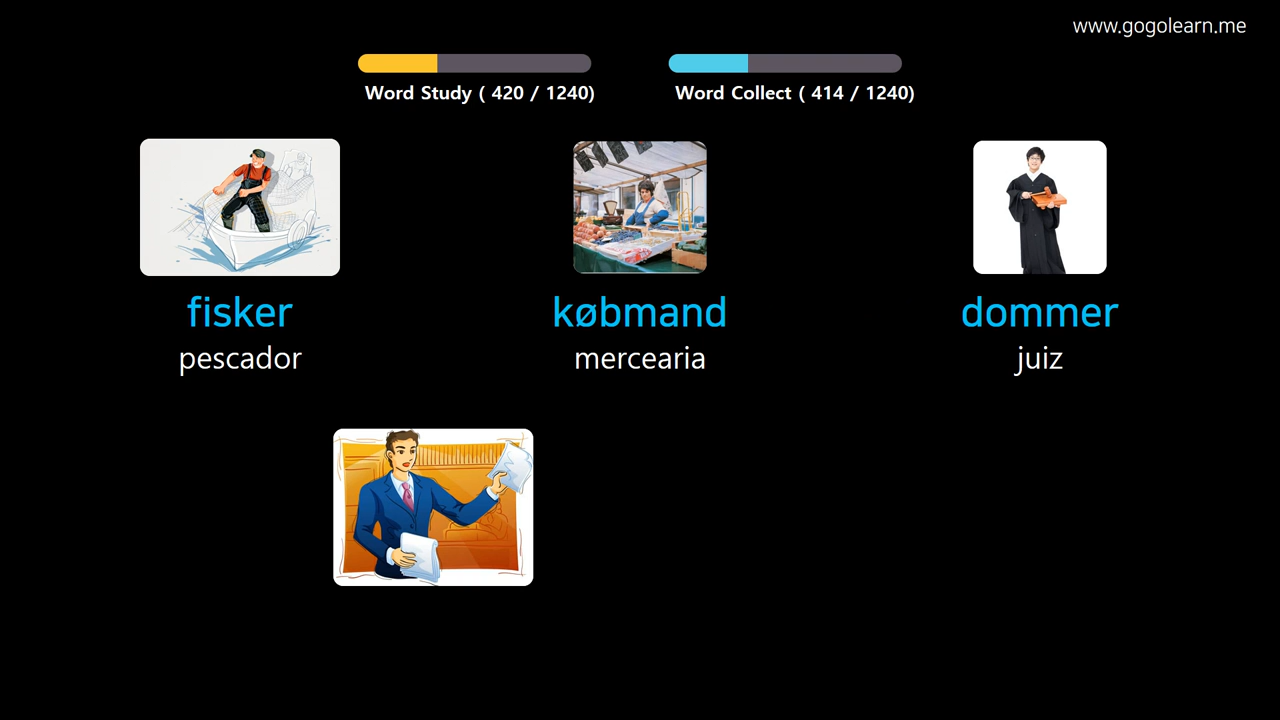 www.gogolearn.me
Word Study ( 420 / 1240)
Word Collect ( 414 / 1240)
fisker
købmand
dommer
pescador
mercearia
juiz